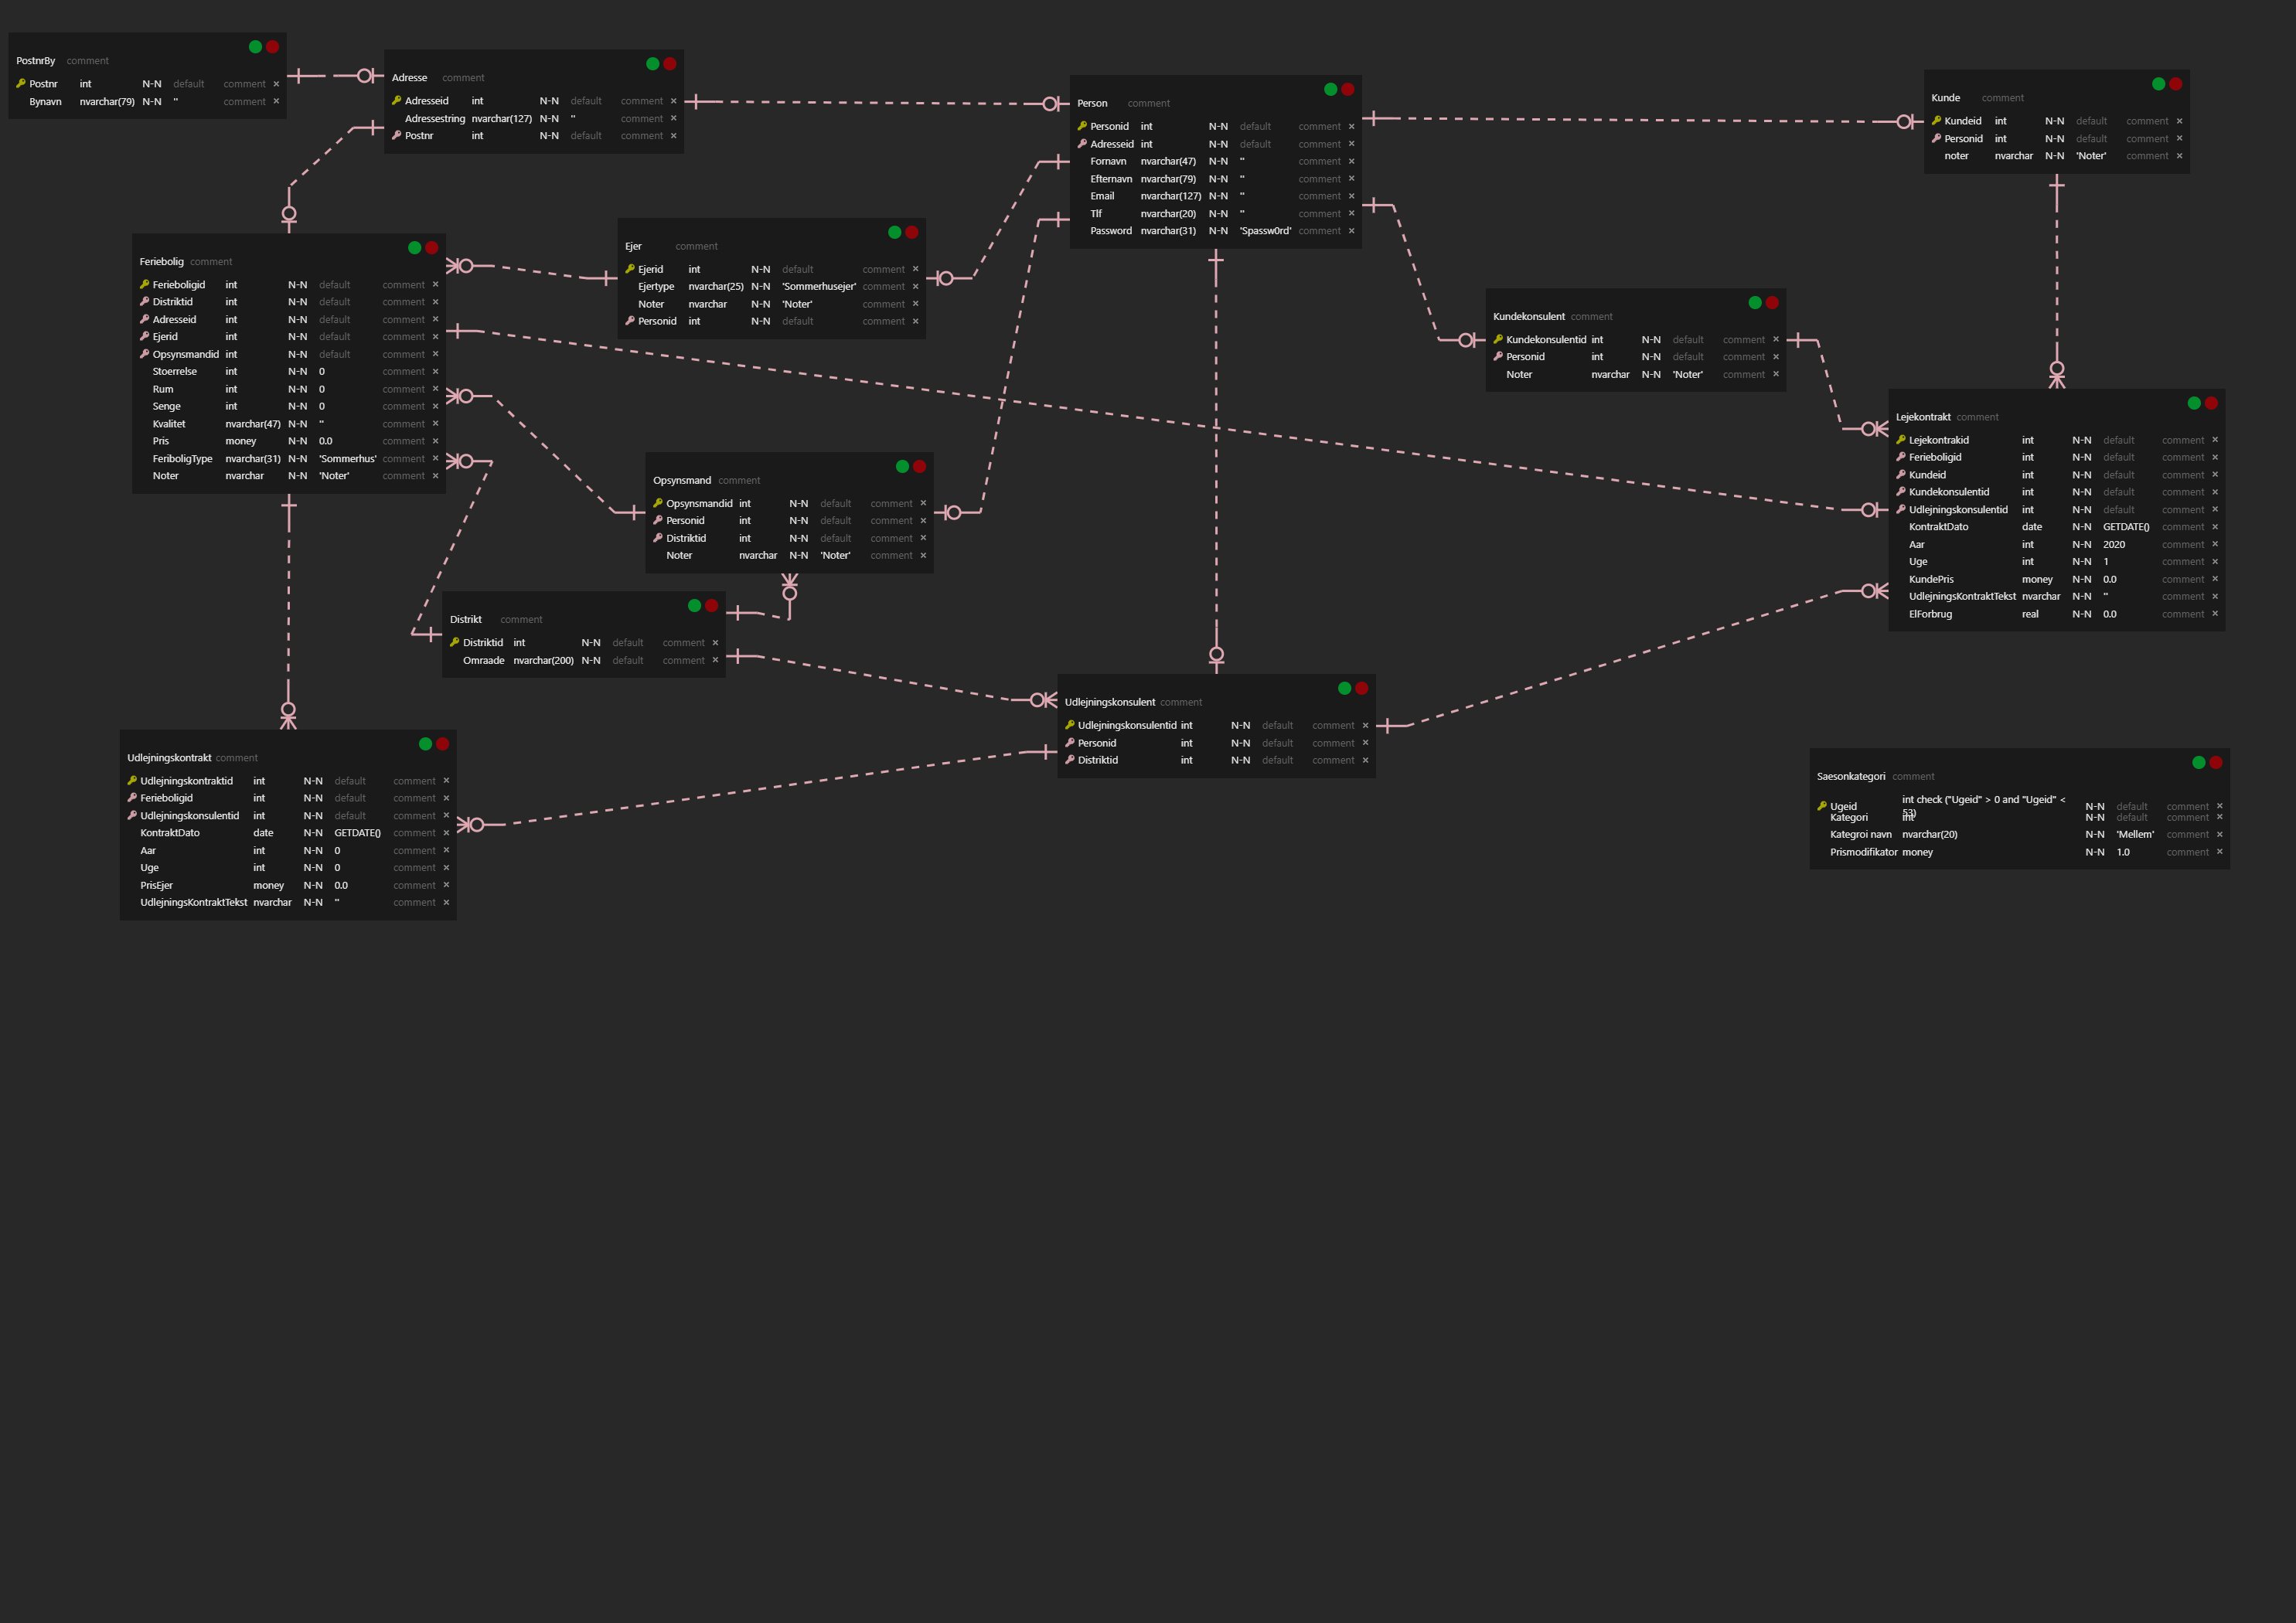 PostnrBy comment
Postnr int N-N default comment ×
Bynavn nvarchar(79) N-N '' comment ×
Adresse comment
Adresseid int N-N default comment ×
Adressestring nvarchar(127) N-N '' comment ×
Postnr int N-N default comment ×
Person comment
Personid int N-N default comment ×
Adresseid int N-N default comment ×
Fornavn nvarchar(47) N-N '' comment ×
Efternavn nvarchar(79) N-N '' comment ×
Email nvarchar(127) N-N '' comment ×
Tlf nvarchar(20) N-N '' comment ×
Password nvarchar(31) N-N 'Spassw0rd' comment ×
Kunde comment
Kundeid int N-N default comment ×
Personid int N-N default comment ×
noter nvarchar N-N 'Noter' comment ×
Feriebolig comment
Ferieboligid int N-N default comment ×
Distriktid int N-N default comment ×
Adresseid int N-N default comment ×
Ejerid int N-N default comment ×
Opsynsmandid int N-N default comment ×
Stoerrelse int N-N 0 comment ×
Rum int N-N 0 comment ×
Senge int N-N 0 comment ×
Kvalitet nvarchar(47) N-N '' comment ×
Pris money N-N 0.0 comment ×
FeriboligType nvarchar(31) N-N 'Sommerhus' comment ×
Noter nvarchar N-N 'Noter' comment ×
Ejer comment
Ejerid int N-N default comment ×
Ejertype nvarchar(25) N-N 'Sommerhusejer' comment ×
Noter nvarchar N-N 'Noter' comment ×
Personid int N-N default comment ×
Kundekonsulent comment
Kundekonsulentid int N-N default comment ×
Personid int N-N default comment ×
Noter nvarchar N-N 'Noter' comment ×
Lejekontrakt comment
Lejekontrakid int N-N default comment ×
Ferieboligid int N-N default comment ×
Kundeid int N-N default comment ×
Kundekonsulentid int N-N default comment ×
Udlejningskonsulentid int N-N default comment ×
KontraktDato date N-N GETDATE() comment ×
Aar int N-N 2020 comment ×
Uge int N-N 1 comment ×
KundePris money N-N 0.0 comment ×
UdlejningsKontraktTekst nvarchar N-N '' comment ×
ElForbrug real N-N 0.0 comment ×
Opsynsmand comment
Opsynsmandid int N-N default comment ×
Personid int N-N default comment ×
Distriktid int N-N default comment ×
Noter nvarchar N-N 'Noter' comment ×
Distrikt comment
Distriktid int N-N default comment ×
Omraade nvarchar(200) N-N default comment ×
Udlejningskonsulent comment
Udlejningskonsulentid int N-N default comment ×
Personid int N-N default comment ×
Distriktid int N-N default comment ×
Udlejningskontrakt comment
Udlejningskontraktid int N-N default comment ×
Ferieboligid int N-N default comment ×
Udlejningskonsulentid int N-N default comment ×
KontraktDato date N-N GETDATE() comment ×
Aar int N-N 0 comment ×
Uge int N-N 0 comment ×
PrisEjer money N-N 0.0 comment ×
UdlejningsKontraktTekst nvarchar N-N '' comment ×
Saesonkategori comment
Ugeid int check ("Ugeid" > 0 and "Ugeid" <
53) N-N default comment ×
Kategori int N-N default comment ×
Kategroi navn nvarchar(20) N-N 'Mellem' comment ×
Prismodifikator money N-N 1.0 comment ×